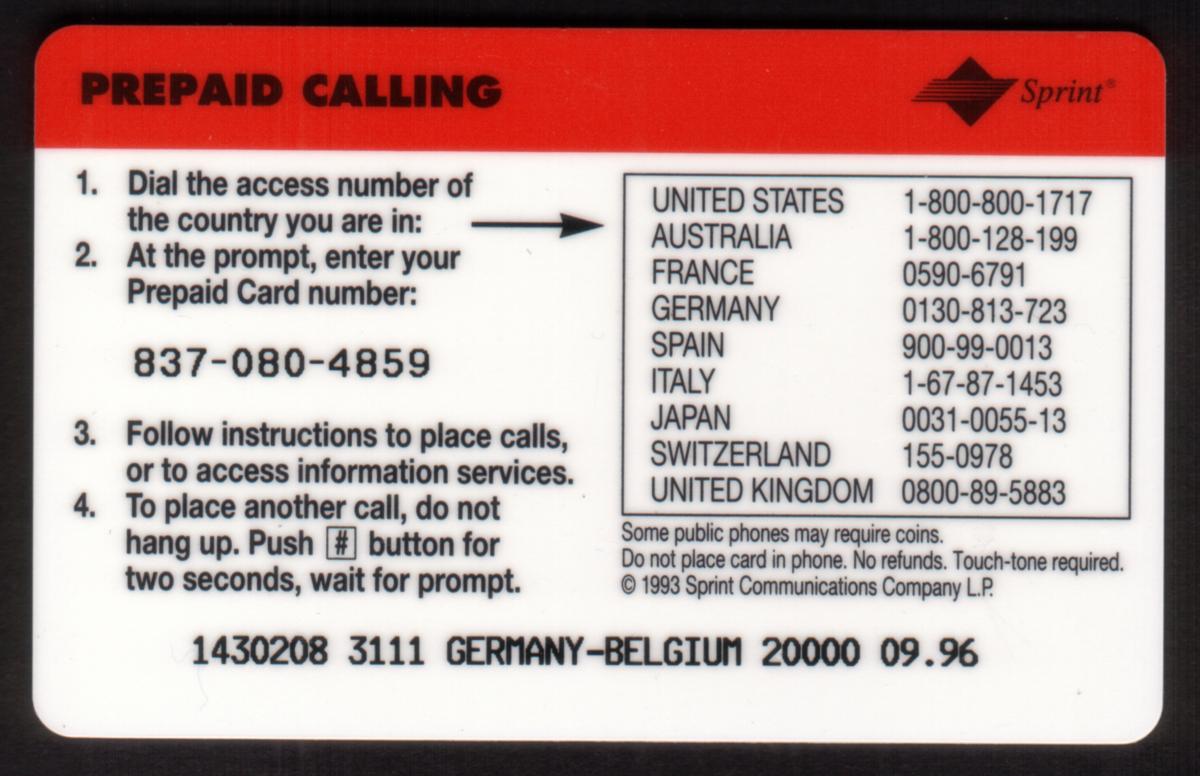 PREPAID CALLING
Sprint®
1. Dial the access number of
the country you are in:
2. At the prompt, enter your
Prepaid Card number:
837-080-4859
3. Follow instructions to place calls,
or to access information services.
4. To place another call, do not
hang up. Push # button for
two seconds, wait for prompt.
UNITED STATES 1-800-800-1717
AUSTRALIA 1-800-128-199
FRANCE 0590-6791
GERMANY 0130-813-723
SPAIN 900-99-0013
ITALY 1-67-87-1453
JAPAN 0031-0055-13
SWITZERLAND 155-0978
UNITED KINGDOM 0800-89-5883
Some public phones may require coins.
Do not place card in phone. No refunds. Touch-tone required.
© 1993 Sprint Communications Company L.P.
1430208 3111 GERMANY-BELGIUM 20000 09.96